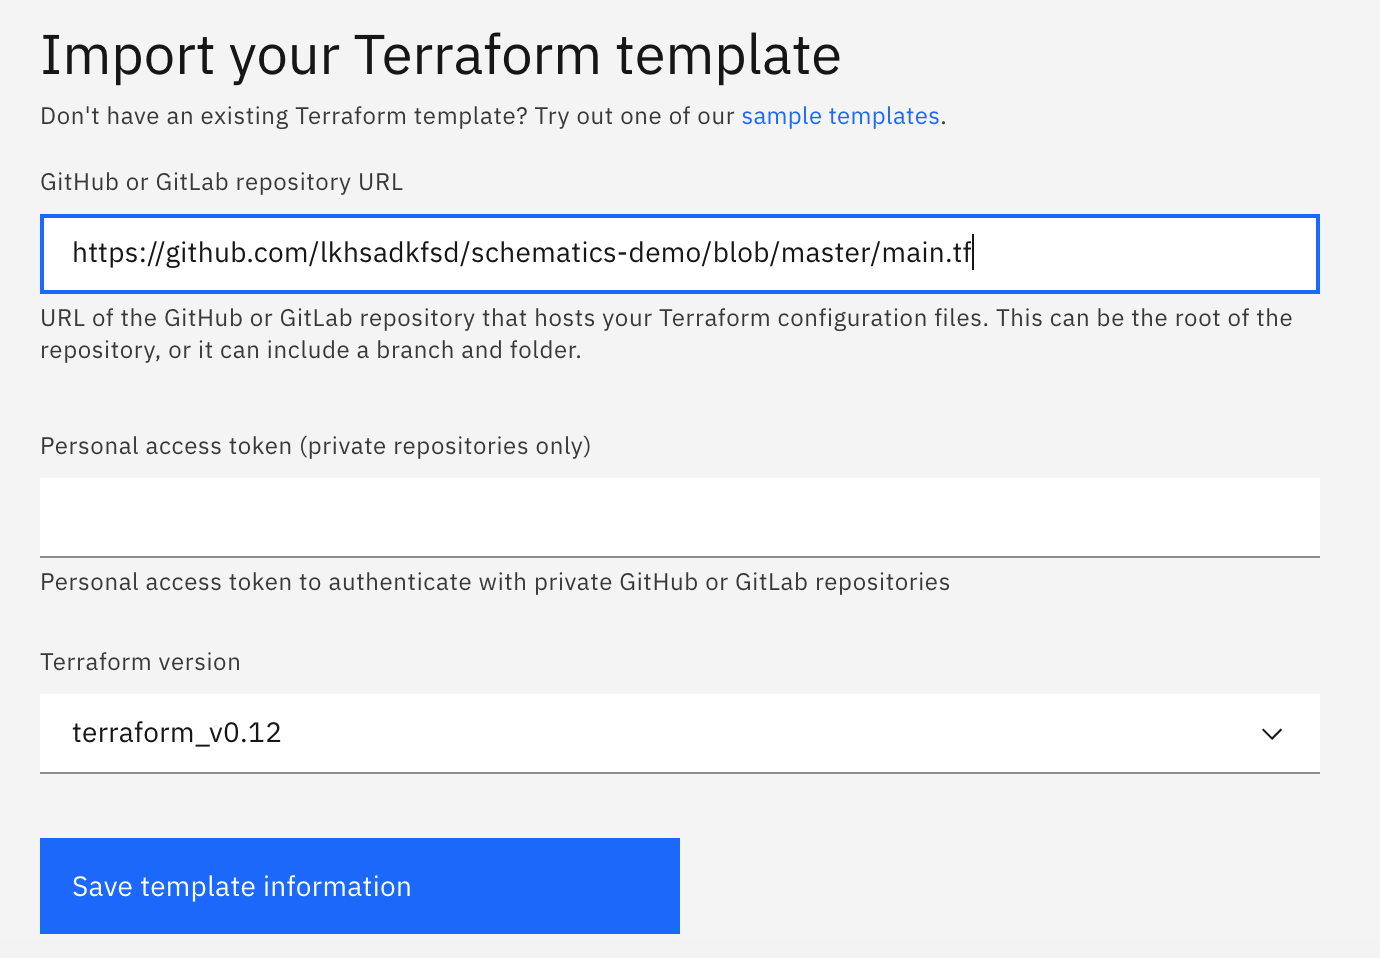 Import your Terraform template
Don't have an existing Terraform template? Try out one of our sample templates.
GitHub or GitLab repository URL
https://github.com/lkhsadkfsd/schematics-demo/blob/master/main.tf
URL of the GitHub or GitLab repository that hosts your Terraform configuration files. This can be the root of the
repository, or it can include a branch and folder.
Personal access token (private repositories only)
Personal access token to authenticate with private GitHub or GitLab repositories
Terraform version
terraform_v0.12
Save template information